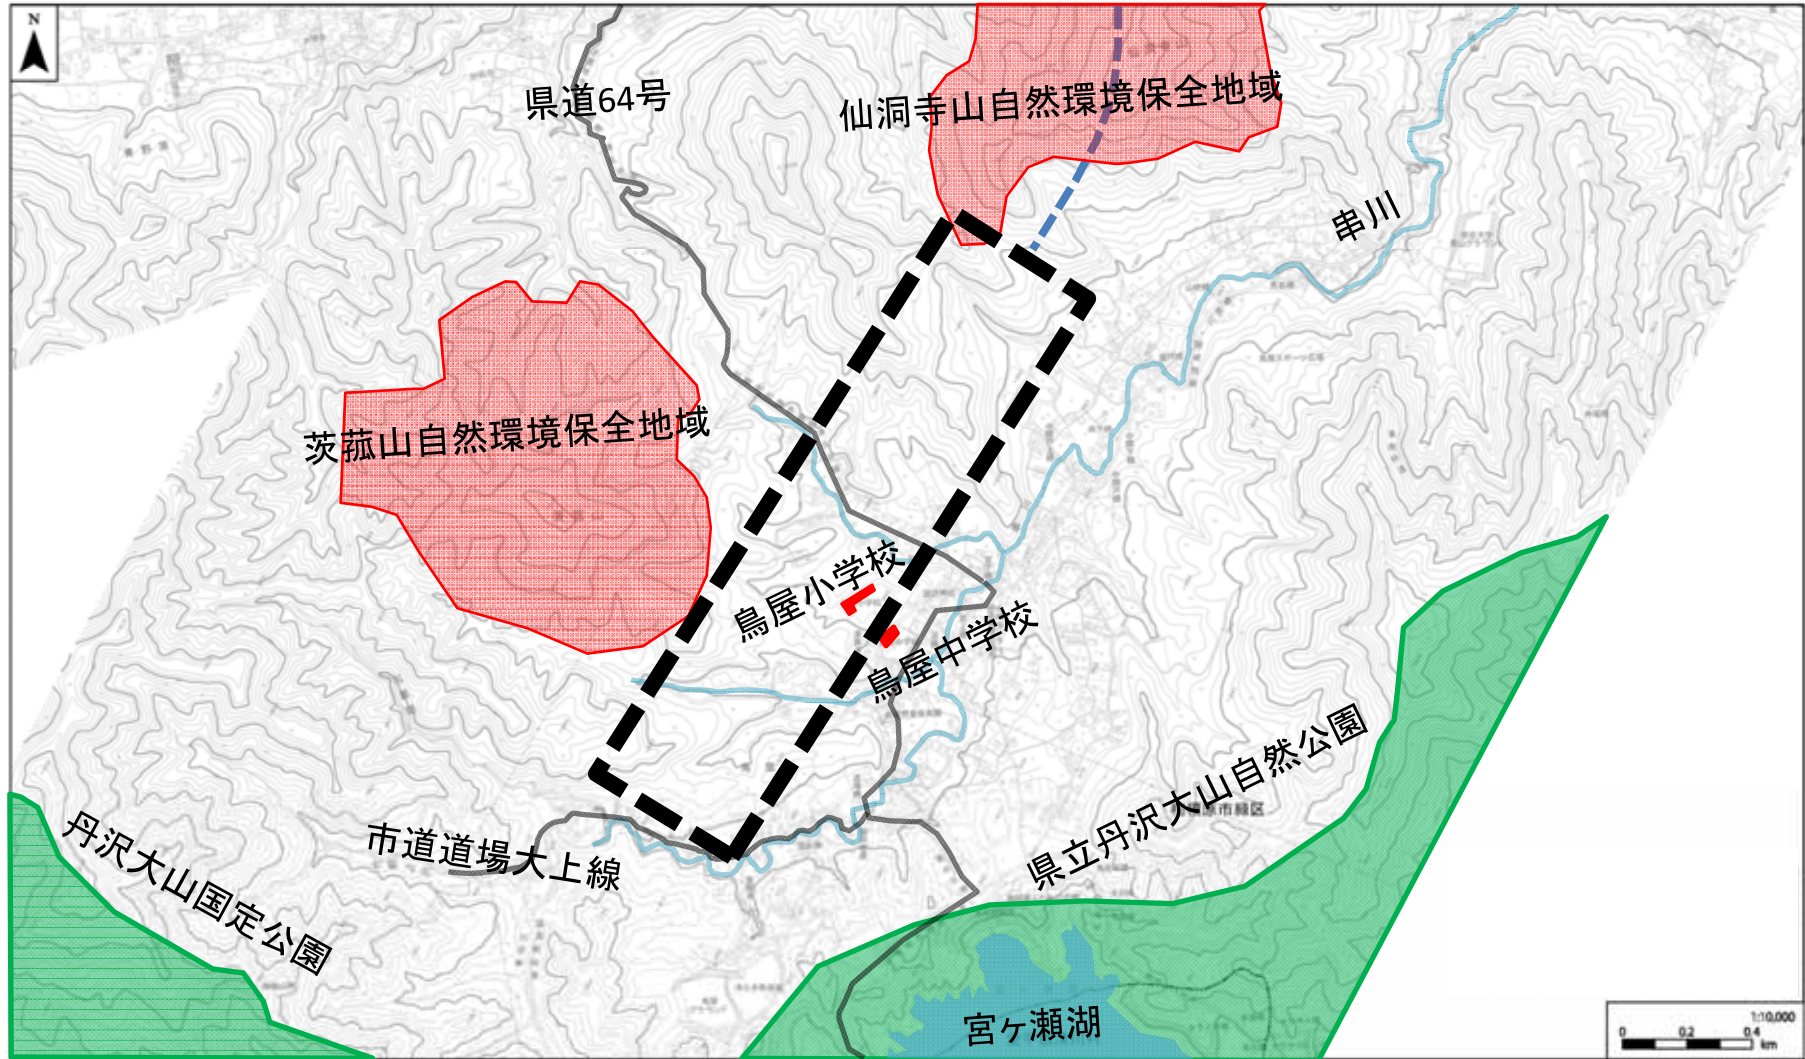 N
県道64号
仙洞寺山自然環境保全地域
串川
茨菰山自然環境保全地域
鳥屋小学校
鳥屋中学校
県立丹沢大山自然公園
市道道場大上線
丹沢大山国定公園
宮ヶ瀬湖
1:10,000
0 0.2 0.4
km